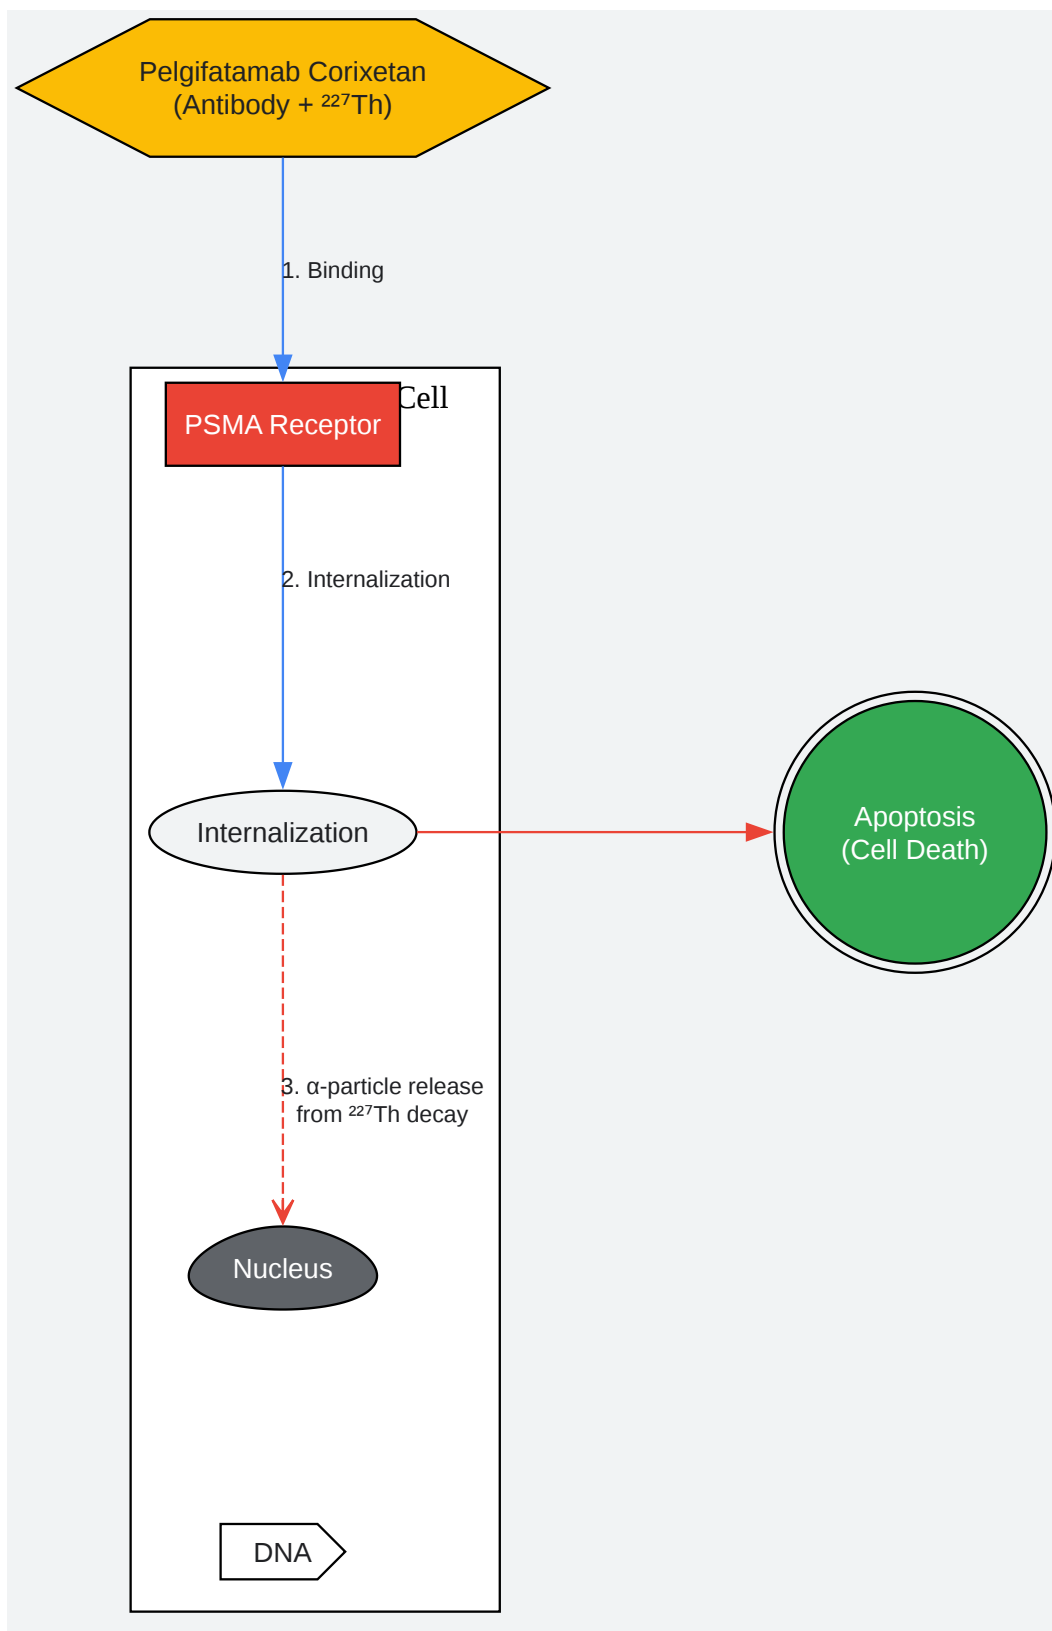 Pelgifatamab Corixetan
(Antibody + ²²⁷Th)
1. Binding
Cell
PSMA Receptor
2. Internalization
Internalization
Apoptosis
(Cell Death)
3. α-particle release
from ²²⁷Th decay
Nucleus
DNA